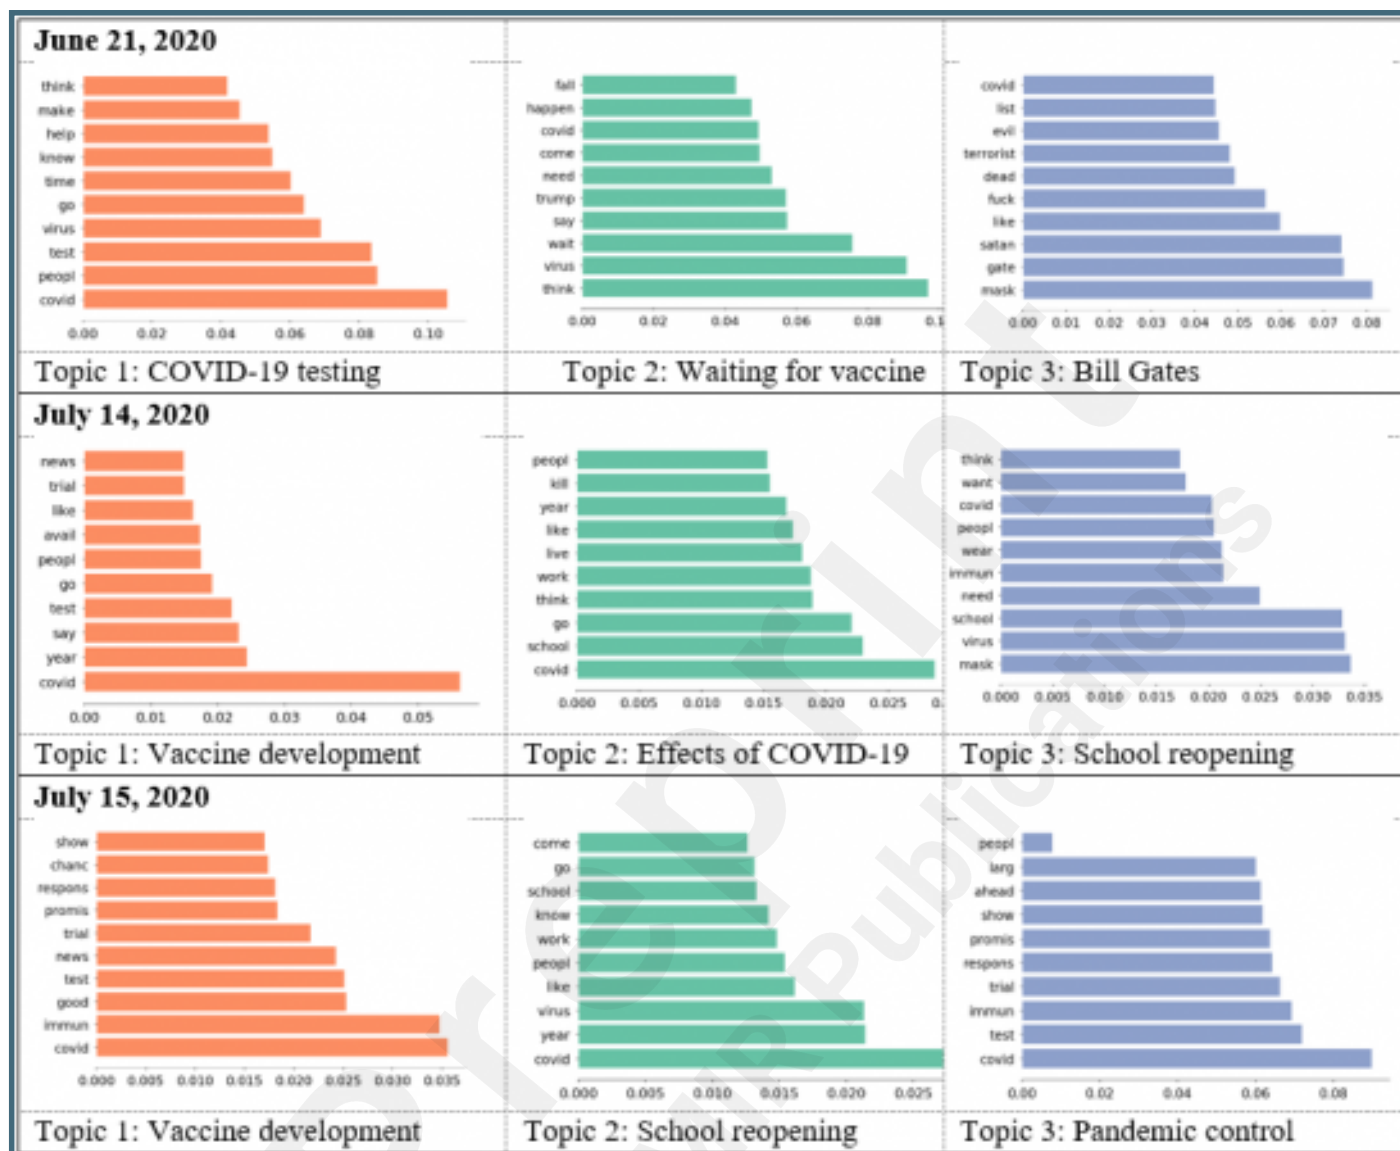 June 21, 2020
think
make
help
know
time
go
virus
test
peopl
covid
0.00 0.02 0.04 0.06 0.08 0.10
fall
happen
covid
come
need
trump
say
wait
virus
think
0.00 0.02 0.04 0.06 0.08 0.1
covid
list
evil
terrorist
dead
fuck
like
satan
gate
mask
0.00 0.01 0.02 0.03 0.04 0.05 0.06 0.07 0.08
Topic 1: COVID-19 testing
Topic 2: Waiting for vaccine
Topic 3: Bill Gates
July 14, 2020
news
trial
like
avail
peopl
go
test
say
year
covid
0.00 0.01 0.02 0.03 0.04 0.05
peopl
kill
year
like
live
work
think
go
school
covid
0.000 0.005 0.010 0.015 0.020 0.025 0.
think
want
covid
peopl
wear
immun
need
school
virus
mask
0.000 0.005 0.010 0.015 0.020 0.025 0.030 0.035
Topic 1: Vaccine development
Topic 2: Effects of COVID-19
Topic 3: School reopening
July 15, 2020
show
chanc
respons
promis
trial
news
test
good
immun
covid
0.000 0.005 0.010 0.015 0.020 0.025 0.030 0.035
come
go
school
know
work
peopl
like
virus
year
covid
0.000 0.005 0.010 0.015 0.020 0.025
peopl
larg
ahead
show
promis
respons
trial
immun
test
covid
0.00 0.02 0.04 0.06 0.08
Topic 1: Vaccine development
Topic 2: School reopening
Topic 3: Pandemic control
Preprint
JMIR Publications